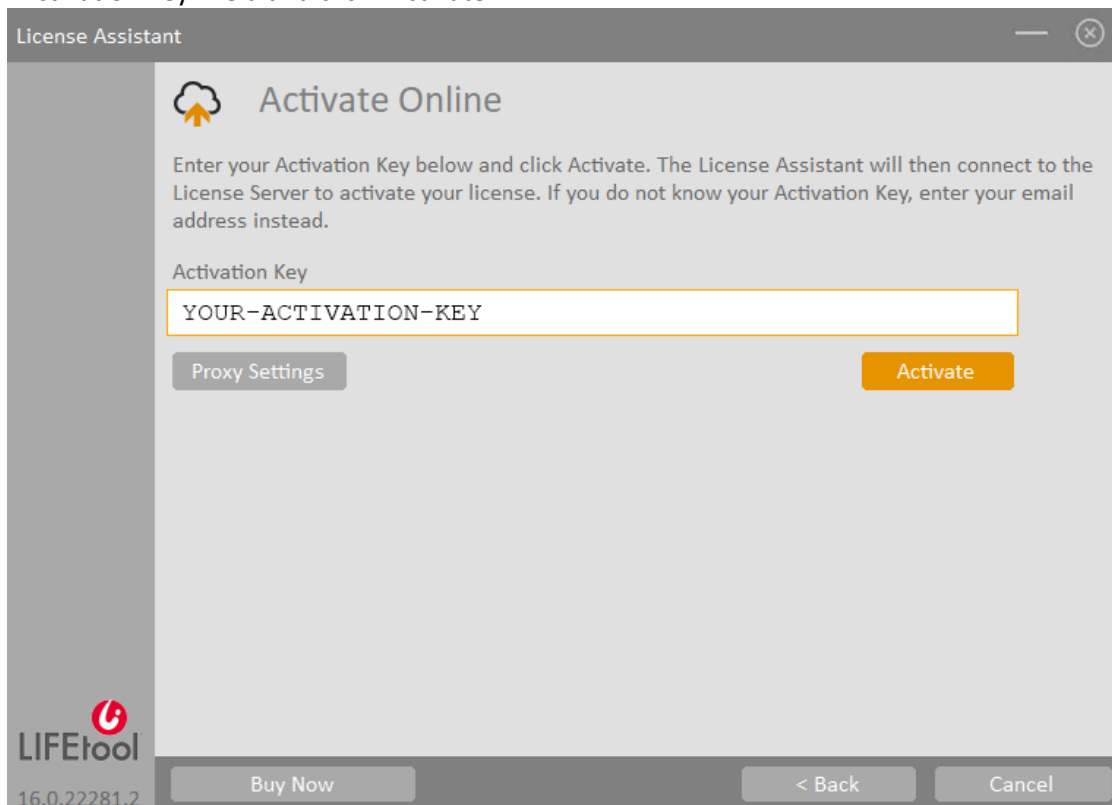 License Assistant
Activate Online
Enter your Activation Key below and click Activate. The License Assistant will then connect to the
License Server to activate your license. If you do not know your Activation Key, enter your email
address instead.
Activation Key
YOUR-ACTIVATION-KEY
Proxy Settings
Activate
LIFEtool
16.0.22281.2
Buy Now
< Back
Cancel